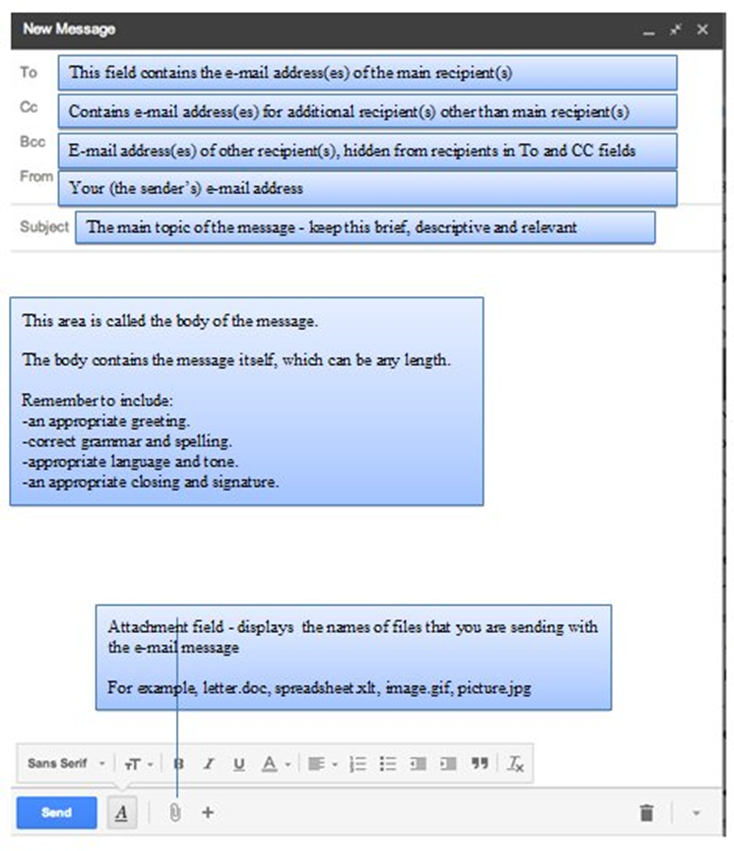 New Message
To This field contains the e-mail address(es) of the main recipient(s)
Cc Contains e-mail address(es) for additional recipient(s) other than main recipient(s)
Bcc E-mail address(es) of other recipient(s), hidden from recipients in To and CC fields
From Your (the sender's) e-mail address
Subject The main topic of the message - keep this brief, descriptive and relevant
This area is called the body of the message.
The body contains the message itself, which can be any length.
Remember to include:
-an appropriate greeting.
-correct grammar and spelling.
-appropriate language and tone.
-an appropriate closing and signature.
Attachment field - displays the names of files that you are sending with
the e-mail message
For example, letter.doc, spreadsheet.xlt, image.gif, picture.jpg
Sans Serif TT B I U A Tx
Send A